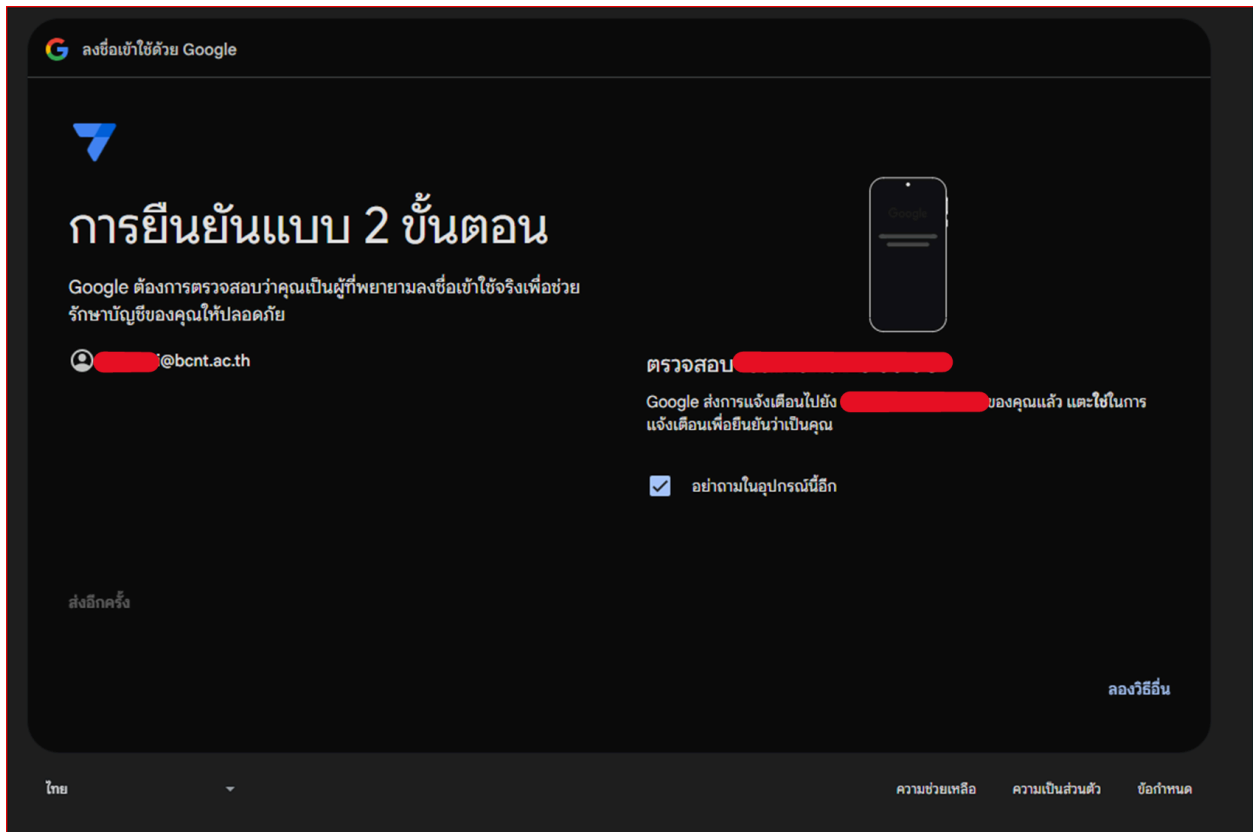 ลงชื่อเข้าใช้ด้วย Google
การยืนยันแบบ 2 ขั้นตอน
Google ต้องการตรวจสอบว่าคุณเป็นผู้ที่พยายามลงชื่อเข้าใช้จริงเพื่อช่วย
รักษาบัญชีของคุณให้ปลอดภัย
@bcnt.ac.th
Google
ตรวจสอบ
Google ส่งการแจ้งเตือนไปยัง ของคุณแล้ว แตะใช่ในการ
แจ้งเตือนเพื่อยืนยันว่าเป็นคุณ
อย่าถามในอุปกรณ์นี้อีก
ส่งอีกครั้ง
ลองวิธีอื่น
ไทย
ความช่วยเหลือ ความเป็นส่วนตัว ข้อกำหนด